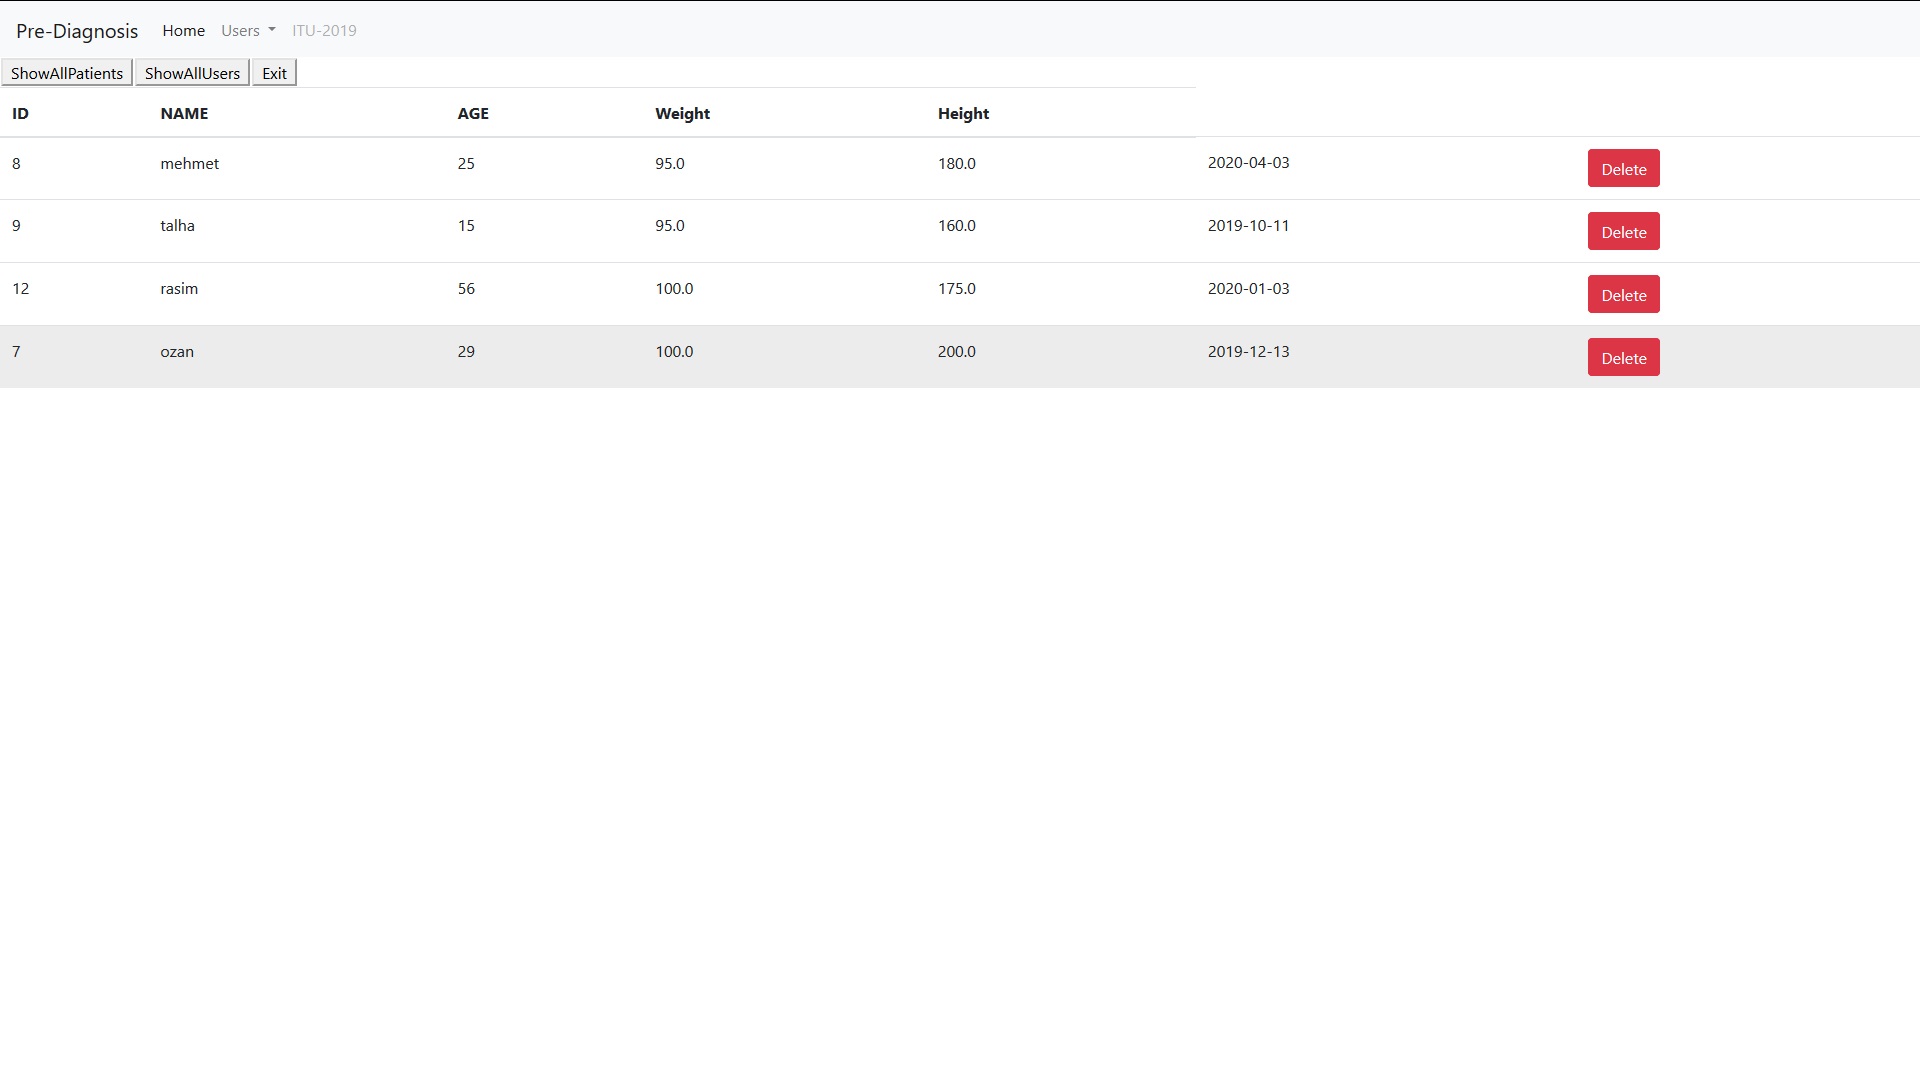 Pre-Diagnosis Home Users ITU-2019
ShowAllPatients ShowAllUsers Exit
ID NAME AGE Weight Height
8 mehmet 25 95.0 180.0 2020-04-03 Delete
9 talha 15 95.0 160.0 2019-10-11 Delete
12 rasim 56 100.0 175.0 2020-01-03 Delete
7 ozan 29 100.0 200.0 2019-12-13 Delete